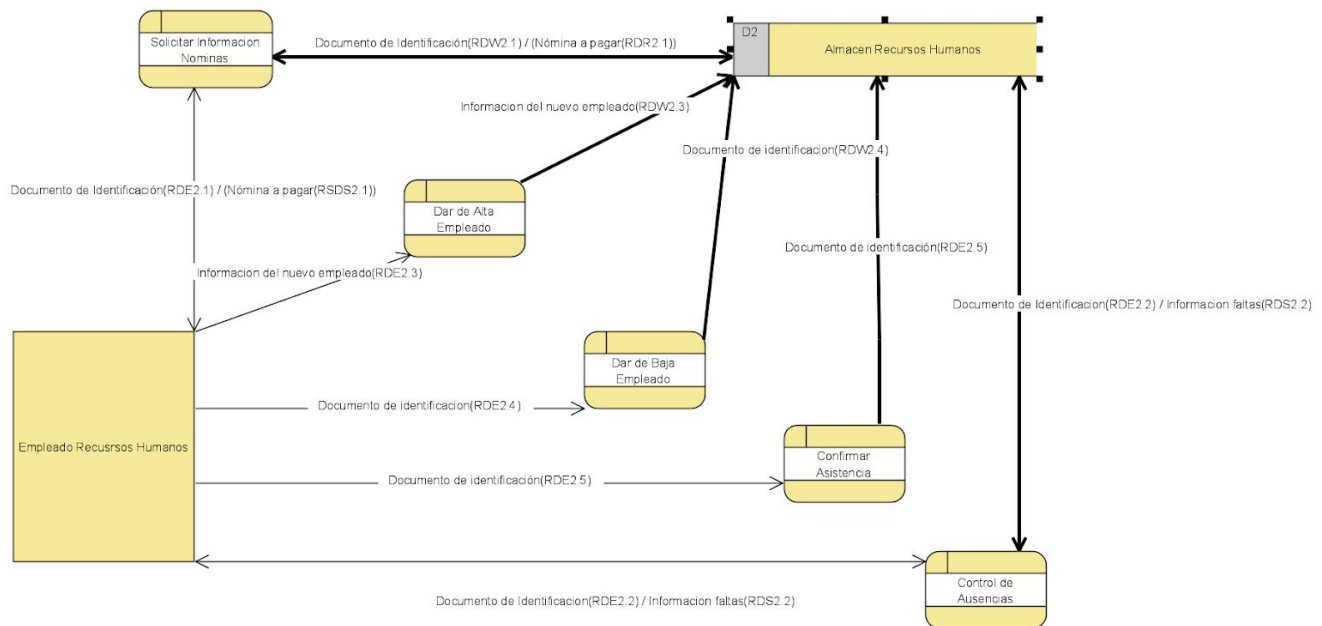 Solicitar Informacion
Nominas
Documento de Identificación(RDW2.1) / (Nómina a pagar(RDR2.1))
D2
Almacen Recursos Humanos
Informacion del nuevo empleado(RDW2.3)
Documento de identificacion(RDW2.4)
Documento de Identificación(RDE2.1) / (Nómina a pagar(RSDS2.1))
Dar de Alta
Empleado
Documento de identificación(RDE2.5)
Informacion del nuevo empleado(RDE2.3)
Documento de Identificacion(RDE2.2) / Informacion faltas(RDS2.2)
Dar de Baja
Empleado
Documento de identificacion(RDE2.4)
Empleado Recusrsos Humanos
Confirmar
Asistencia
Documento de identificación(RDE2.5)
Control de
Ausencias
Documento de Identificacion(RDE2.2) / Informacion faltas(RDS2.2)